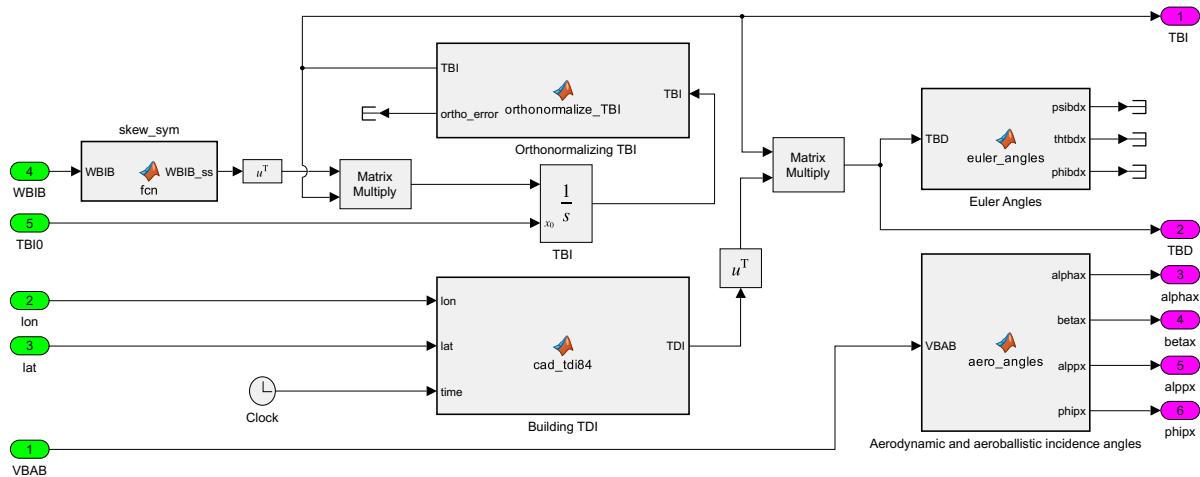 1
TBI
TBI
ortho_error
orthonormalize_TBI
TBI
Orthonormalizing TBI
skew_sym
4
WBIB
WBIB
fcn
WBIB_ss
uᵀ
Matrix
Multiply
5
TBI0
1
s
x₀
TBI
Matrix
Multiply
TBD
euler_angles
psibdx
thtbdx
phibdx
Euler Angles
2
TBD
uᵀ
2
lon
3
lat
Clock
lon
lat
time
cad_tdi84
TDI
Building TDI
1
VBAB
VBAB
aero_angles
alphax
betax
alppx
phipx
Aerodynamic and aeroballistic incidence angles
3
alphax
4
betax
5
alppx
6
phipx